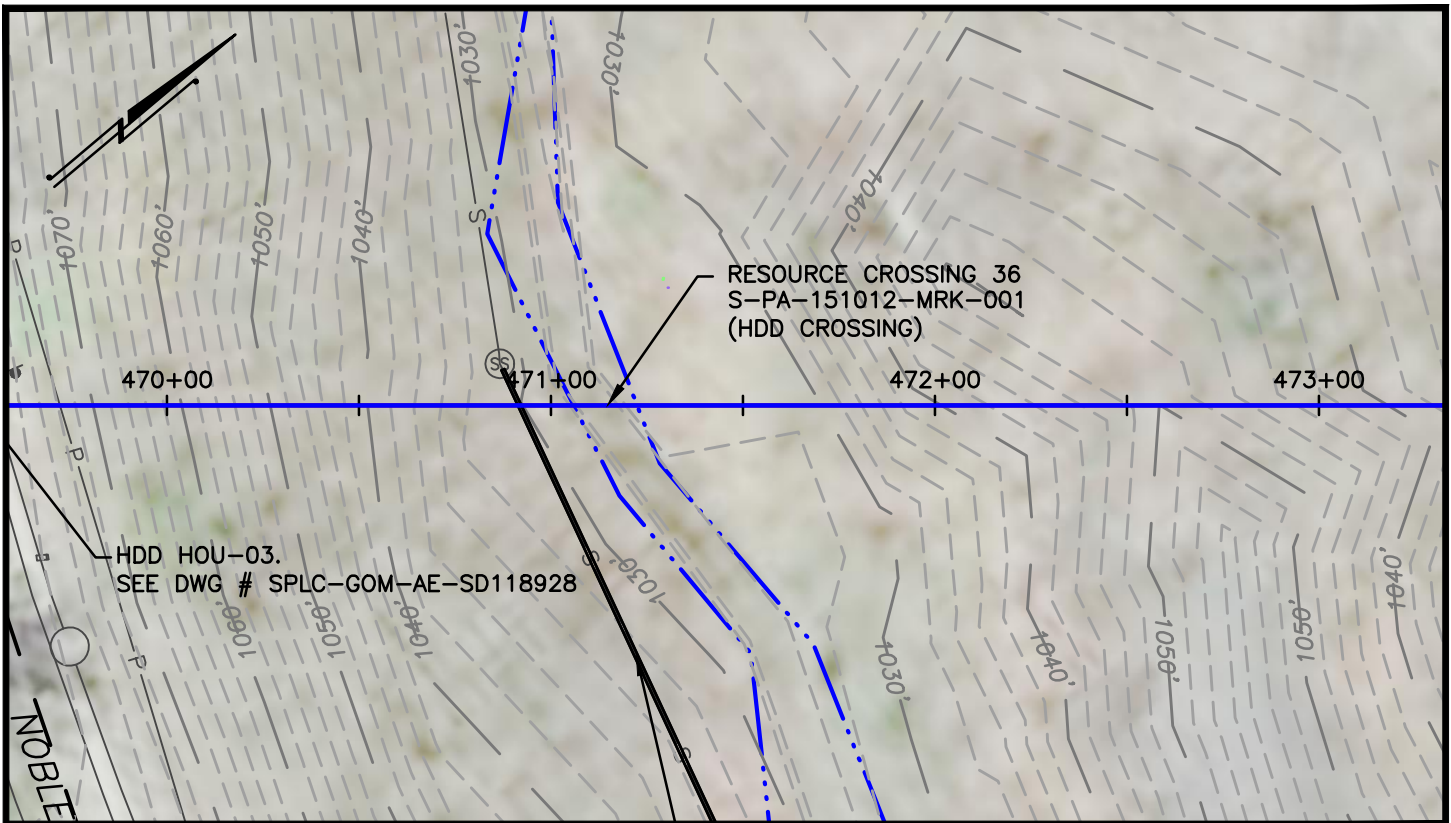 1030'
1030'
1040'
1070'
1060'
1050'
1040'
S
P
RESOURCE CROSSING 36
S-PA-151012-MRK-001
(HDD CROSSING)
SS
470+00
471+00
472+00
473+00
P
HDD HOU-03.
SEE DWG # SPLC-GOM-AE-SD118928
S
1030'
1040'
1060'
1050'
1040'
1030'
1040'
1050'
1050'
P
NOBLE
S